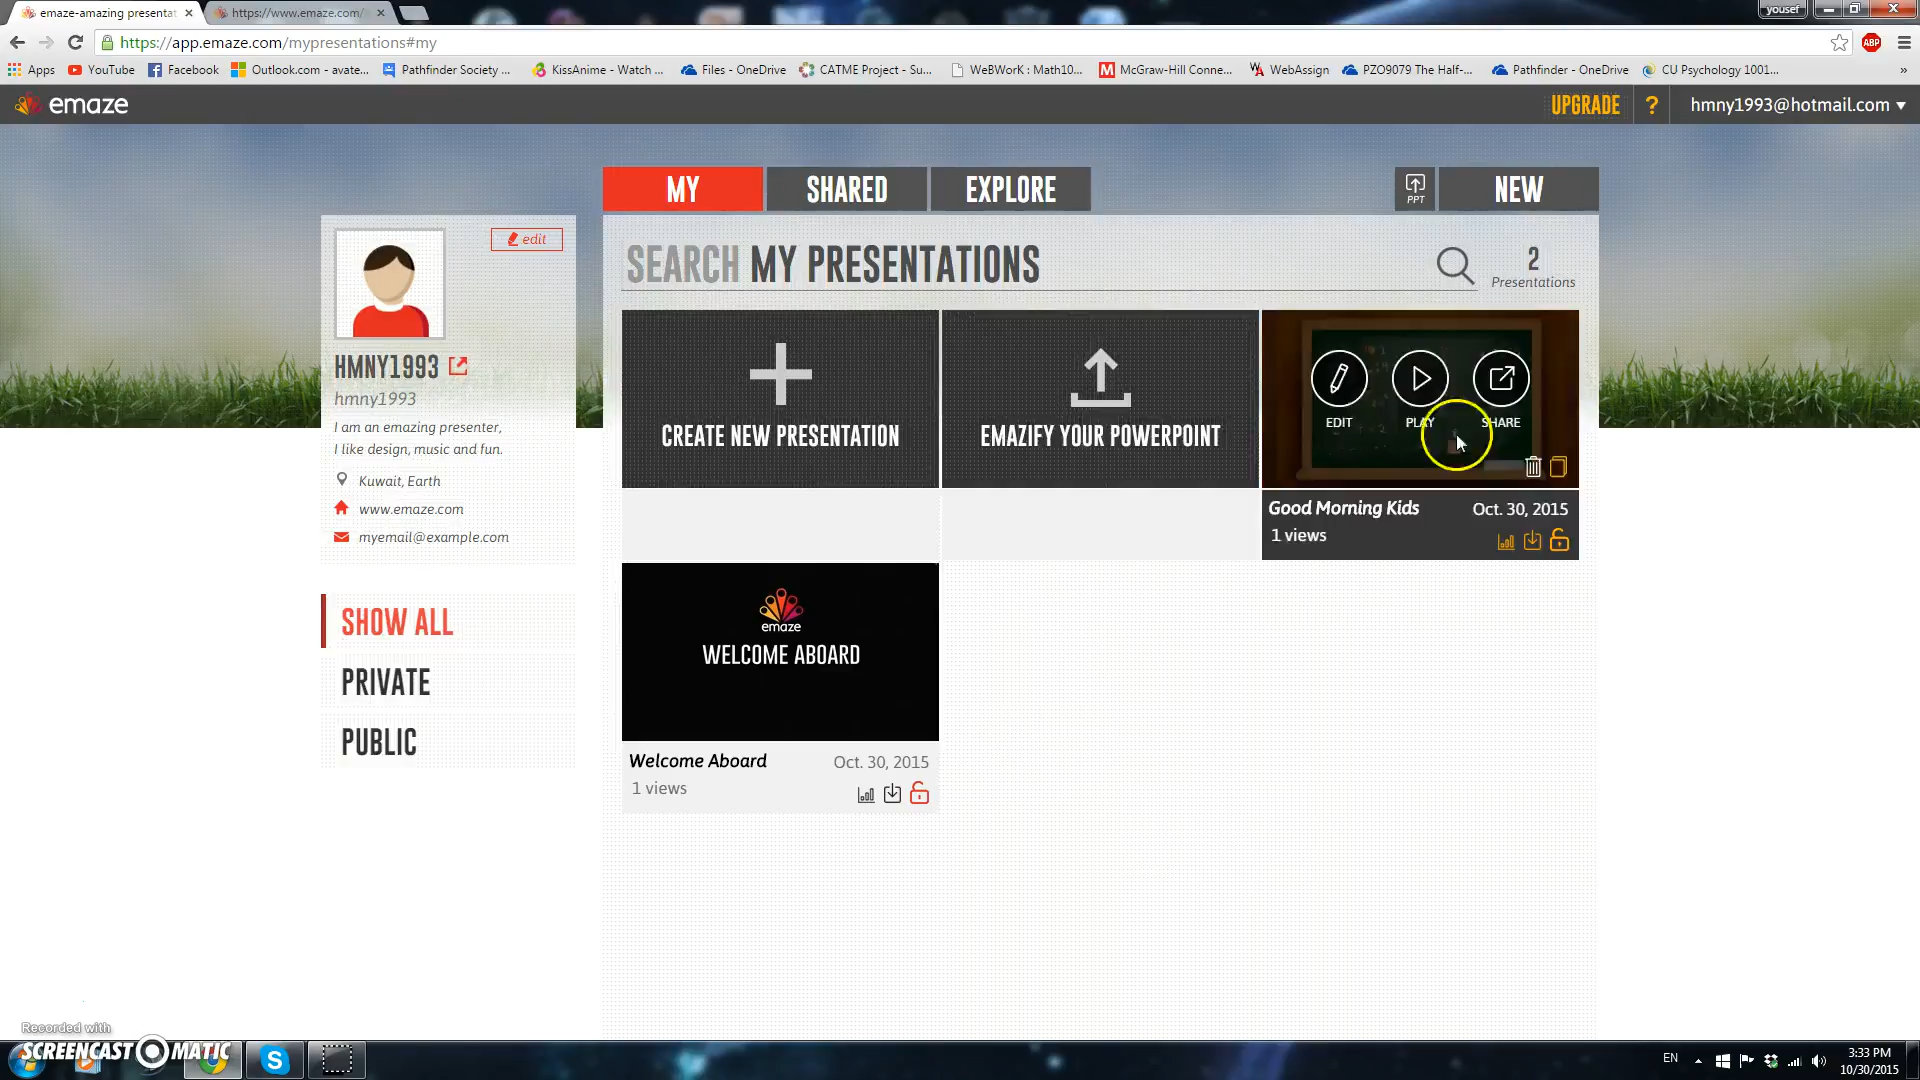 emaze-amazing presentat
https://www.emaze.com/
yousef
https://app.emaze.com/mypresentations#my
ABP
Apps
YouTube
Facebook
Outlook.com - avate...
Pathfinder Society ...
KissAnime - Watch ...
Files - OneDrive
CATME Project - Su...
WeBWorK : Math10...
McGraw-Hill Conne...
WebAssign
PZO9079 The Half-...
Pathfinder - OneDrive
CU Psychology 1001...
»
emaze
UPGRADE
?
hmny1993@hotmail.com
MY
SHARED
EXPLORE
PPT
NEW
edit
SEARCH MY PRESENTATIONS
2
Presentations
HMNY1993
hmny1993
I am an emazing presenter,
I like design, music and fun.
Kuwait, Earth
www.emaze.com
myemail@example.com
CREATE NEW PRESENTATION
EMAZIFY YOUR POWERPOINT
EDIT
PLAY
SHARE
Good Morning Kids
Oct. 30, 2015
1 views
SHOW ALL
PRIVATE
PUBLIC
emaze
WELCOME ABOARD
Welcome Aboard
Oct. 30, 2015
1 views
Recorded with
SCREENCAST MATIC
EN
3:33 PM
10/30/2015